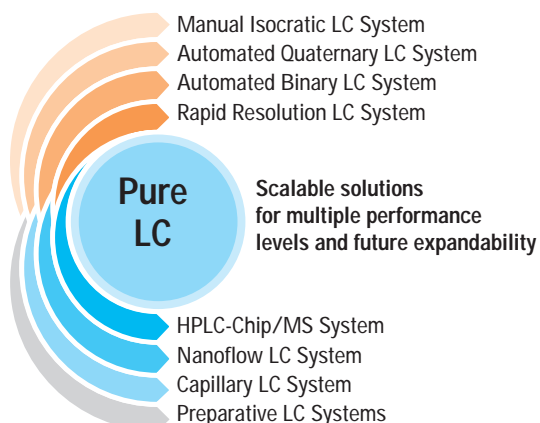 Manual Isocratic LC System
Automated Quaternary LC System
Automated Binary LC System
Rapid Resolution LC System
Pure
LC
Scalable solutions
for multiple performance
levels and future expandability
HPLC-Chip/MS System
Nanoflow LC System
Capillary LC System
Preparative LC Systems